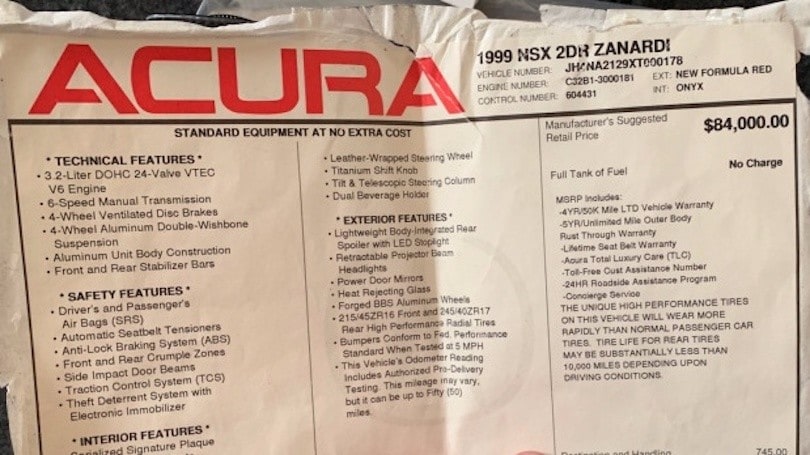 ACURA
1999 NSX 2DR ZANARDI
VEHICLE NUMBER: JH4NA2129XT000178
ENGINE NUMBER: C32B1-3000181 EXT: NEW FORMULA RED
CONTROL NUMBER: 604431 INT: ONYX
STANDARD EQUIPMENT AT NO EXTRA COST
* TECHNICAL FEATURES *
• 3.2-Liter DOHC 24-Valve VTEC
V6 Engine
• 6-Speed Manual Transmission
• 4-Wheel Ventilated Disc Brakes
• 4-Wheel Aluminum Double-Wishbone
Suspension
• Aluminum Unit Body Construction
• Front and Rear Stabilizer Bars
* SAFETY FEATURES *
• Driver's and Passenger's
Air Bags (SRS)
• Automatic Seatbelt Tensioners
• Anti-Lock Braking System (ABS)
• Front and Rear Crumple Zones
• Side Impact Door Beams
• Traction Control System (TCS)
• Theft Deterrent System with
Electronic Immobilizer
* INTERIOR FEATURES *
Serialized Signature Plaque
• Leather-Wrapped Steering Wheel
• Titanium Shift Knob
• Tilt & Telescopic Steering Column
• Dual Beverage Holder
* EXTERIOR FEATURES *
• Lightweight Body-Integrated Rear
Spoiler with LED Stoplight
• Retractable Projector Beam
Headlights
• Power Door Mirrors
• Heat Rejecting Glass
• Forged BBS Aluminum Wheels
• 215/45ZR16 Front and 245/40ZR17
Rear High Performance Radial Tires
• Bumpers Conform to Fed. Performance
Standard When Tested at 5 MPH
• This Vehicle's Odometer Reading
Includes Authorized Pre-Delivery
Testing. This mileage may vary,
but it can be up to Fifty (50)
miles.
Manufacturer's Suggested
Retail Price $84,000.00
Full Tank of Fuel No Charge
MSRP Includes:
-4YR/50K Mile LTD Vehicle Warranty
-5YR/Unlimited Mile Outer Body
Rust Through Warranty
-Lifetime Seat Belt Warranty
-Acura Total Luxury Care (TLC)
-Toll-Free Cust Assistance Number
-24HR Roadside Assistance Program
-Concierge Service
THE UNIQUE HIGH PERFORMANCE TIRES
ON THIS VEHICLE WILL WEAR MORE
RAPIDLY THAN NORMAL PASSENGER CAR
TIRES. TIRE LIFE FOR REAR TIRES
MAY BE SUBSTANTIALLY LESS THAN
10,000 MILES DEPENDING UPON
DRIVING CONDITIONS.
Destination and Handling 745.00